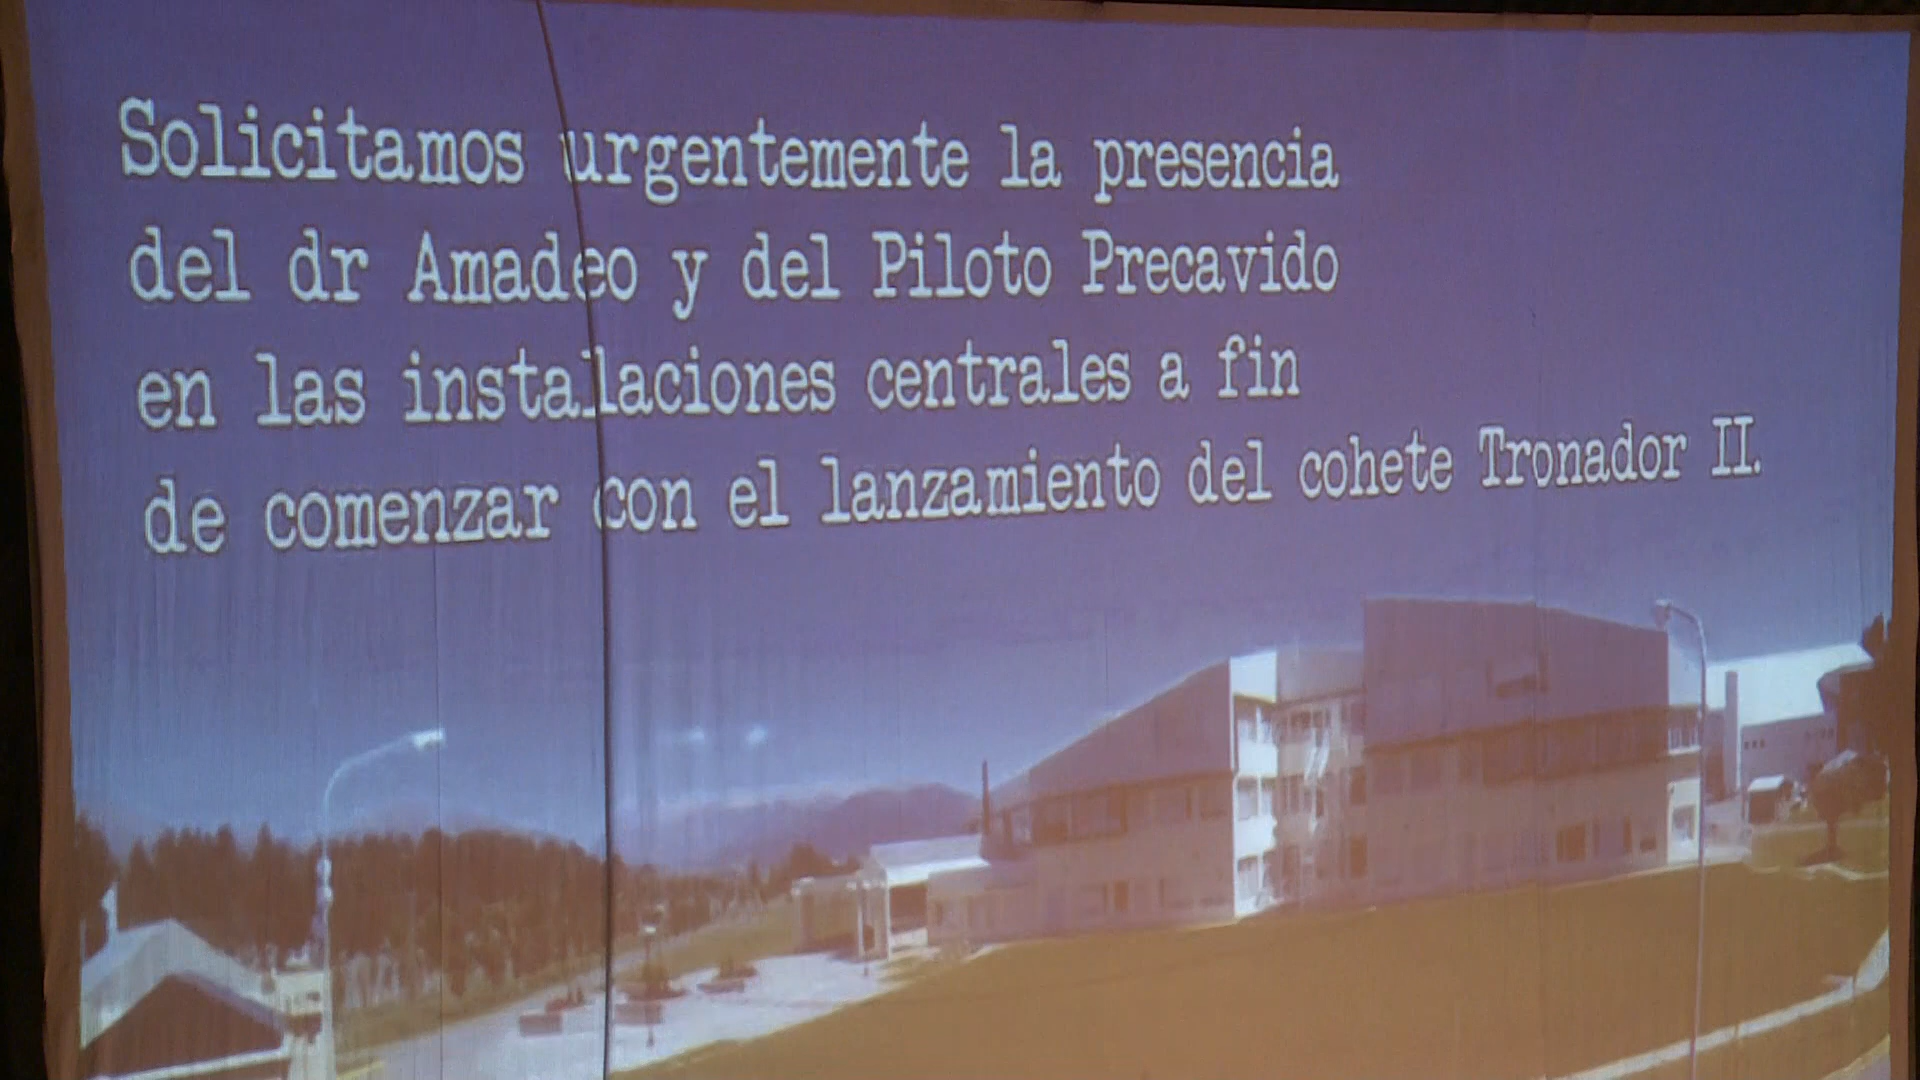 Solicitamos urgentemente la presencia
del dr Amadeo y del Piloto Precavido
en las instalaciones centrales a fin
de comenzar con el lanzamiento del cohete Tronador II.